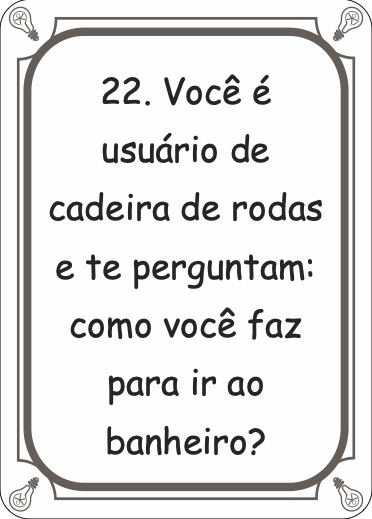 22. Você é
usuário de
cadeira de rodas
e te perguntam:
como você faz
para ir ao
banheiro?